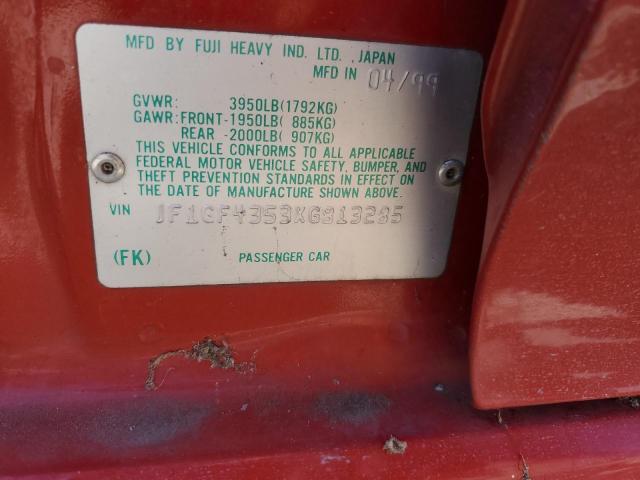 MFD BY FUJI HEAVY IND. LTD., JAPAN
MFD IN 04/99
GVWR: 3950LB(1792KG)
GAWR:FRONT-1950LB( 885KG)
REAR -2000LB( 907KG)
THIS VEHICLE CONFORMS TO ALL APPLICABLE
FEDERAL MOTOR VEHICLE SAFETY, BUMPER, AND
THEFT PREVENTION STANDARDS IN EFFECT ON
THE DATE OF MANUFACTURE SHOWN ABOVE.
VIN JF1GF4353XG813285
(FK) PASSENGER CAR